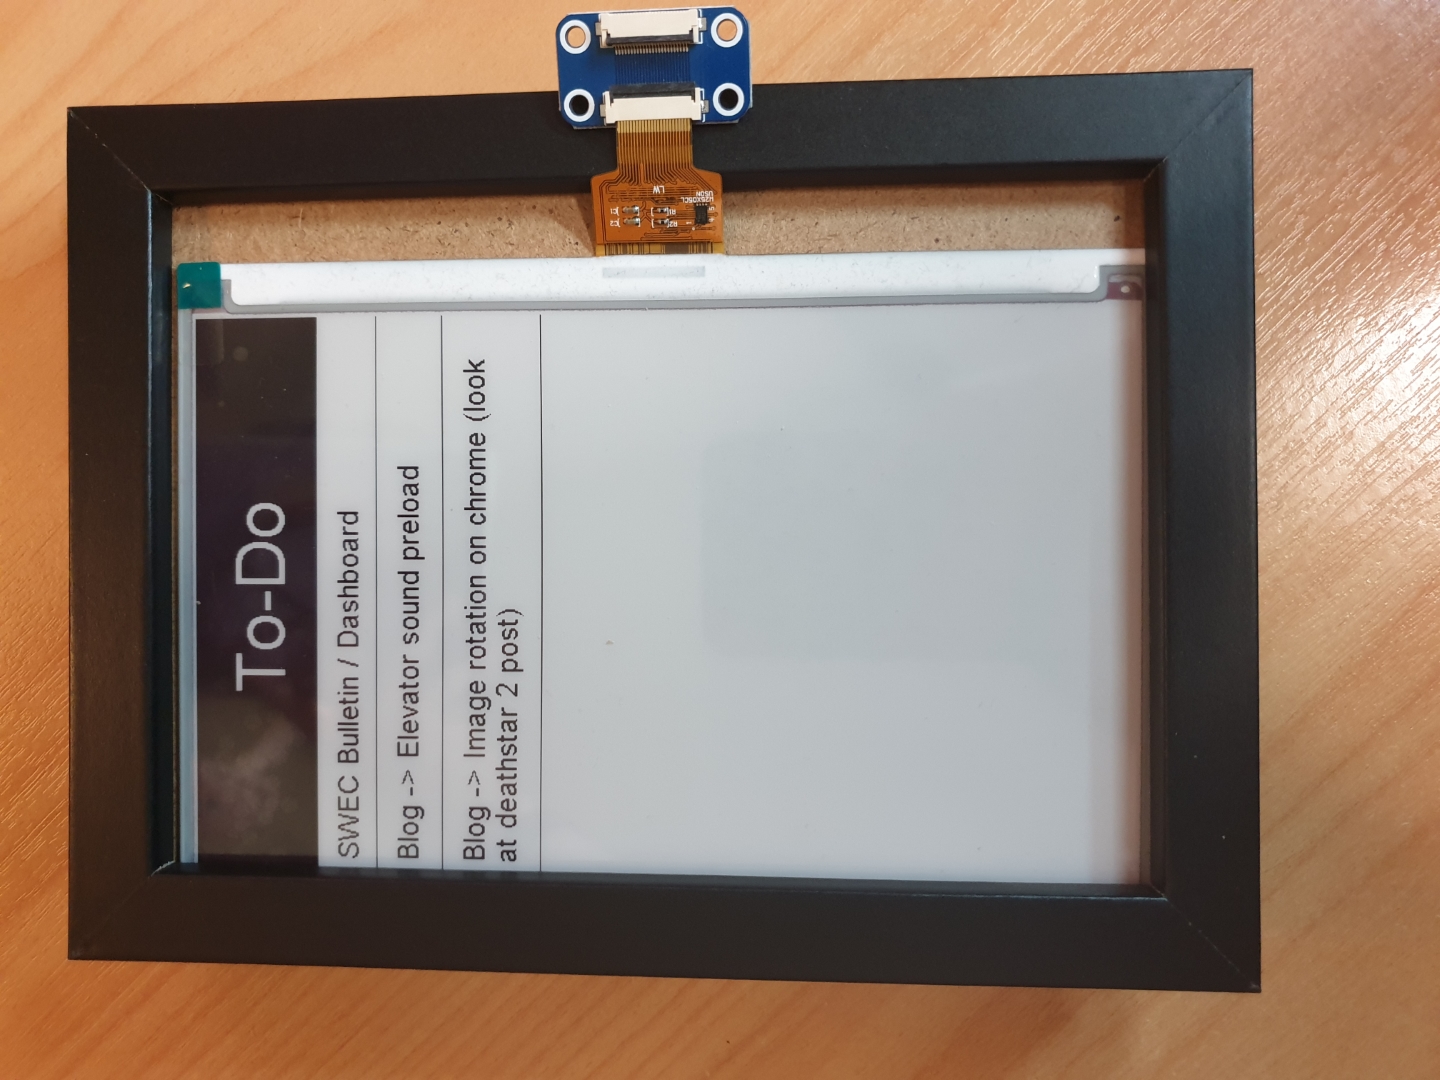 To-Do
SWEC Bulletin / Dashboard
Blog -> Elevator sound preload
Blog -> Image rotation on chrome (look
at deathstar 2 post)
LW